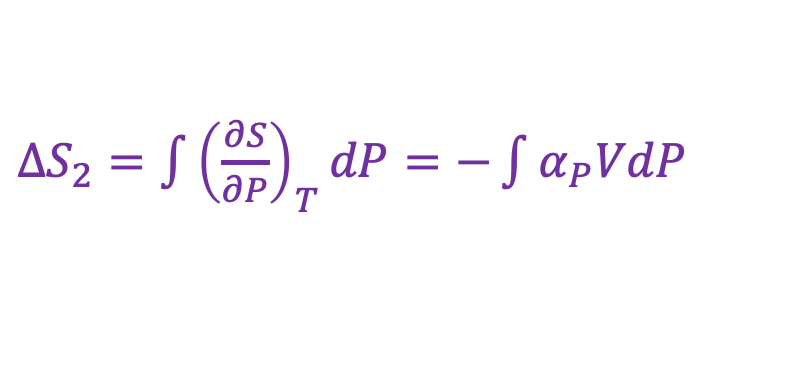 ΔS₂ = ∫ (∂S/∂P)_T dP = − ∫ α_P V dP